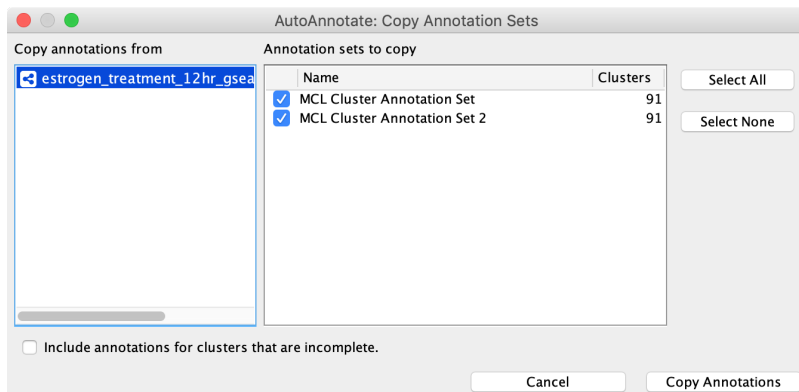 AutoAnnotate: Copy Annotation Sets
Copy annotations from
Annotation sets to copy
estrogen_treatment_12hr_gsea
Name Clusters
MCL Cluster Annotation Set 91
MCL Cluster Annotation Set 2 91
Select All
Select None
Include annotations for clusters that are incomplete.
Cancel Copy Annotations